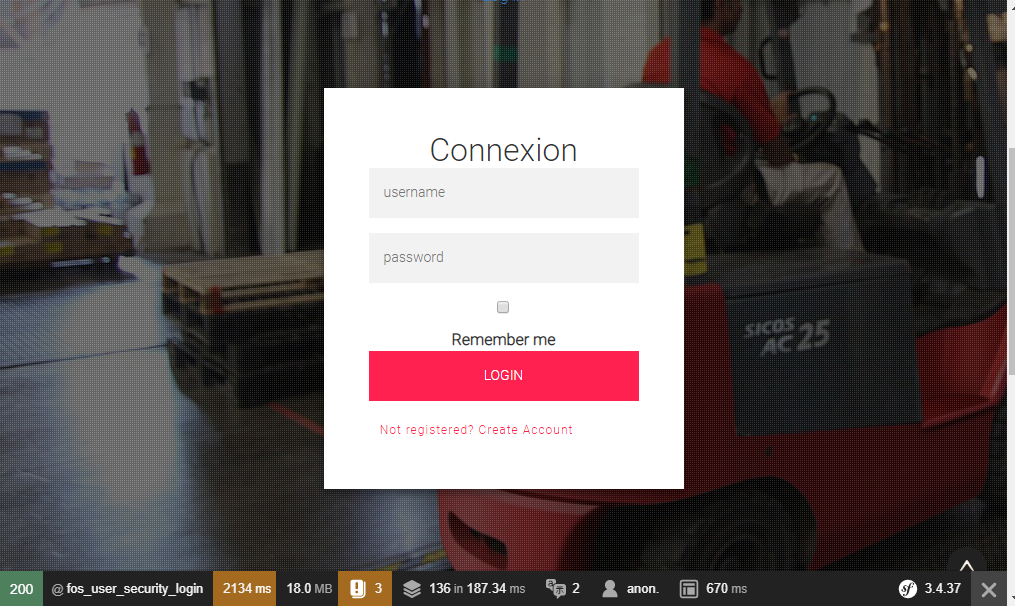 Connexion
username
password
Remember me
LOGIN
Not registered? Create Account
SICOS
AC 25
200 @ fos_user_security_login 2134 ms 18.0 MB 3 136 in 187.34 ms 2 anon. 670 ms 3.4.37